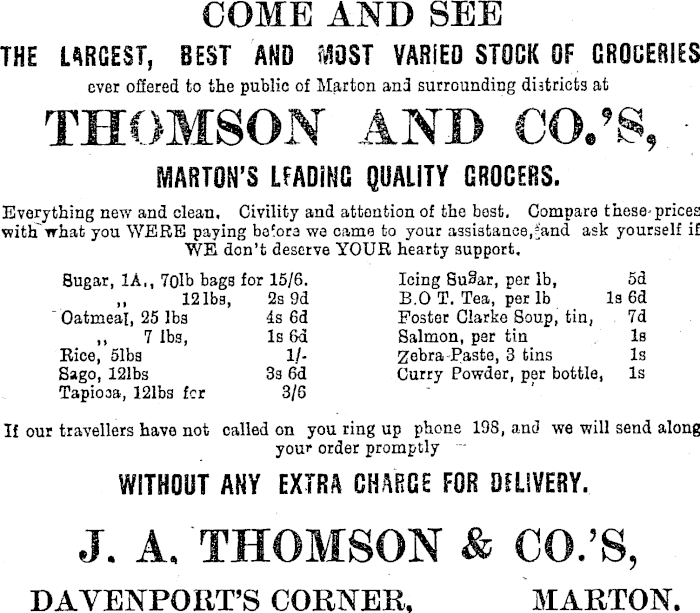 COME AND SEE
THE LARGEST, BEST AND MOST VARIED STOCK OF GROCERIES
ever offered to the public of Marton and surrounding districts at
THOMSON AND CO.'S,
MARTON'S LEADING QUALITY GROCERS.
Everything new and clean. Civility and attention of the best. Compare these prices
with what you WERE paying before we came to your assistance, and ask yourself if
WE don't deserve YOUR hearty support.
Sugar, 1A., 70lb bags for 15/6.
,, 12lbs, 2s 9d
Oatmeal, 25 lbs 4s 6d
,, 7 lbs, 1s 6d
Rice, 5lbs 1/-
Sago, 12lbs 3s 6d
Tapioca, 12lbs for 3/6
Icing Sugar, per lb, 5d
B.O T. Tea, per lb 1s 6d
Foster Clarke Soup, tin, 7d
Salmon, per tin 1s
Zebra Paste, 3 tins 1s
Curry Powder, per bottle, 1s
If our travellers have not called on you ring up phone 198, and we will send along
your order promptly
WITHOUT ANY EXTRA CHARGE FOR DELIVERY.
J. A. THOMSON & CO.'S,
DAVENPORT'S CORNER, MARTON.